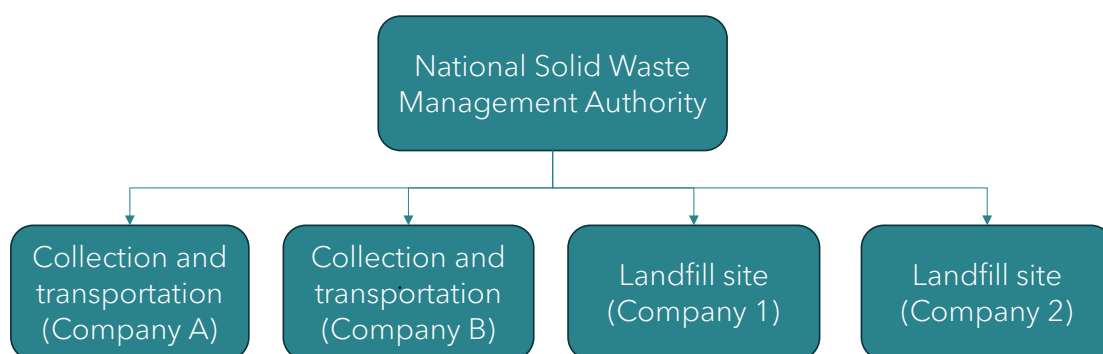 National Solid Waste
Management Authority
Collection and
transportation
(Company A)
Collection and
transportation
(Company B)
Landfill site
(Company 1)
Landfill site
(Company 2)